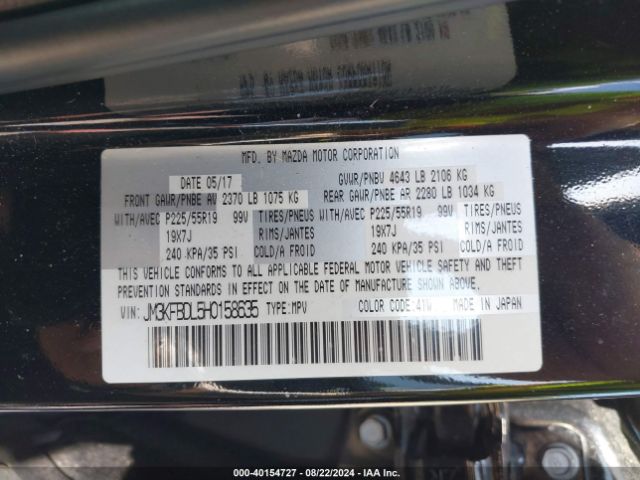 MFD. BY MAZDA MOTOR CORPORATION
DATE 05/17 GVWR/PNBV 4643 LB 2106 KG
FRONT GAWR/PNBE AV 2370 LB 1075 KG REAR GAWR/PNBE AR 2280 LB 1034 KG
WITH/AVEC P225/55R19 99V TIRES/PNEUS WITH/AVEC P225/55R19 99V TIRES/PNEUS
19X7J RIMS/JANTES 19X7J RIMS/JANTES
240 KPA/35 PSI COLD/A FROID 240 KPA/35 PSI COLD/A FROID
THIS VEHICLE CONFORMS TO ALL APPLICABLE FEDERAL MOTOR VEHICLE SAFETY AND THEFT
PREVENTION STANDARDS IN EFFECT ON THE DATE OF MANUFACTURE SHOWN ABOVE.
VIN: JM3KFBDL5H0158635 TYPE:MPV COLOR CODE:41W MADE IN JAPAN
000-40154727 - 08/22/2024 - IAA Inc.